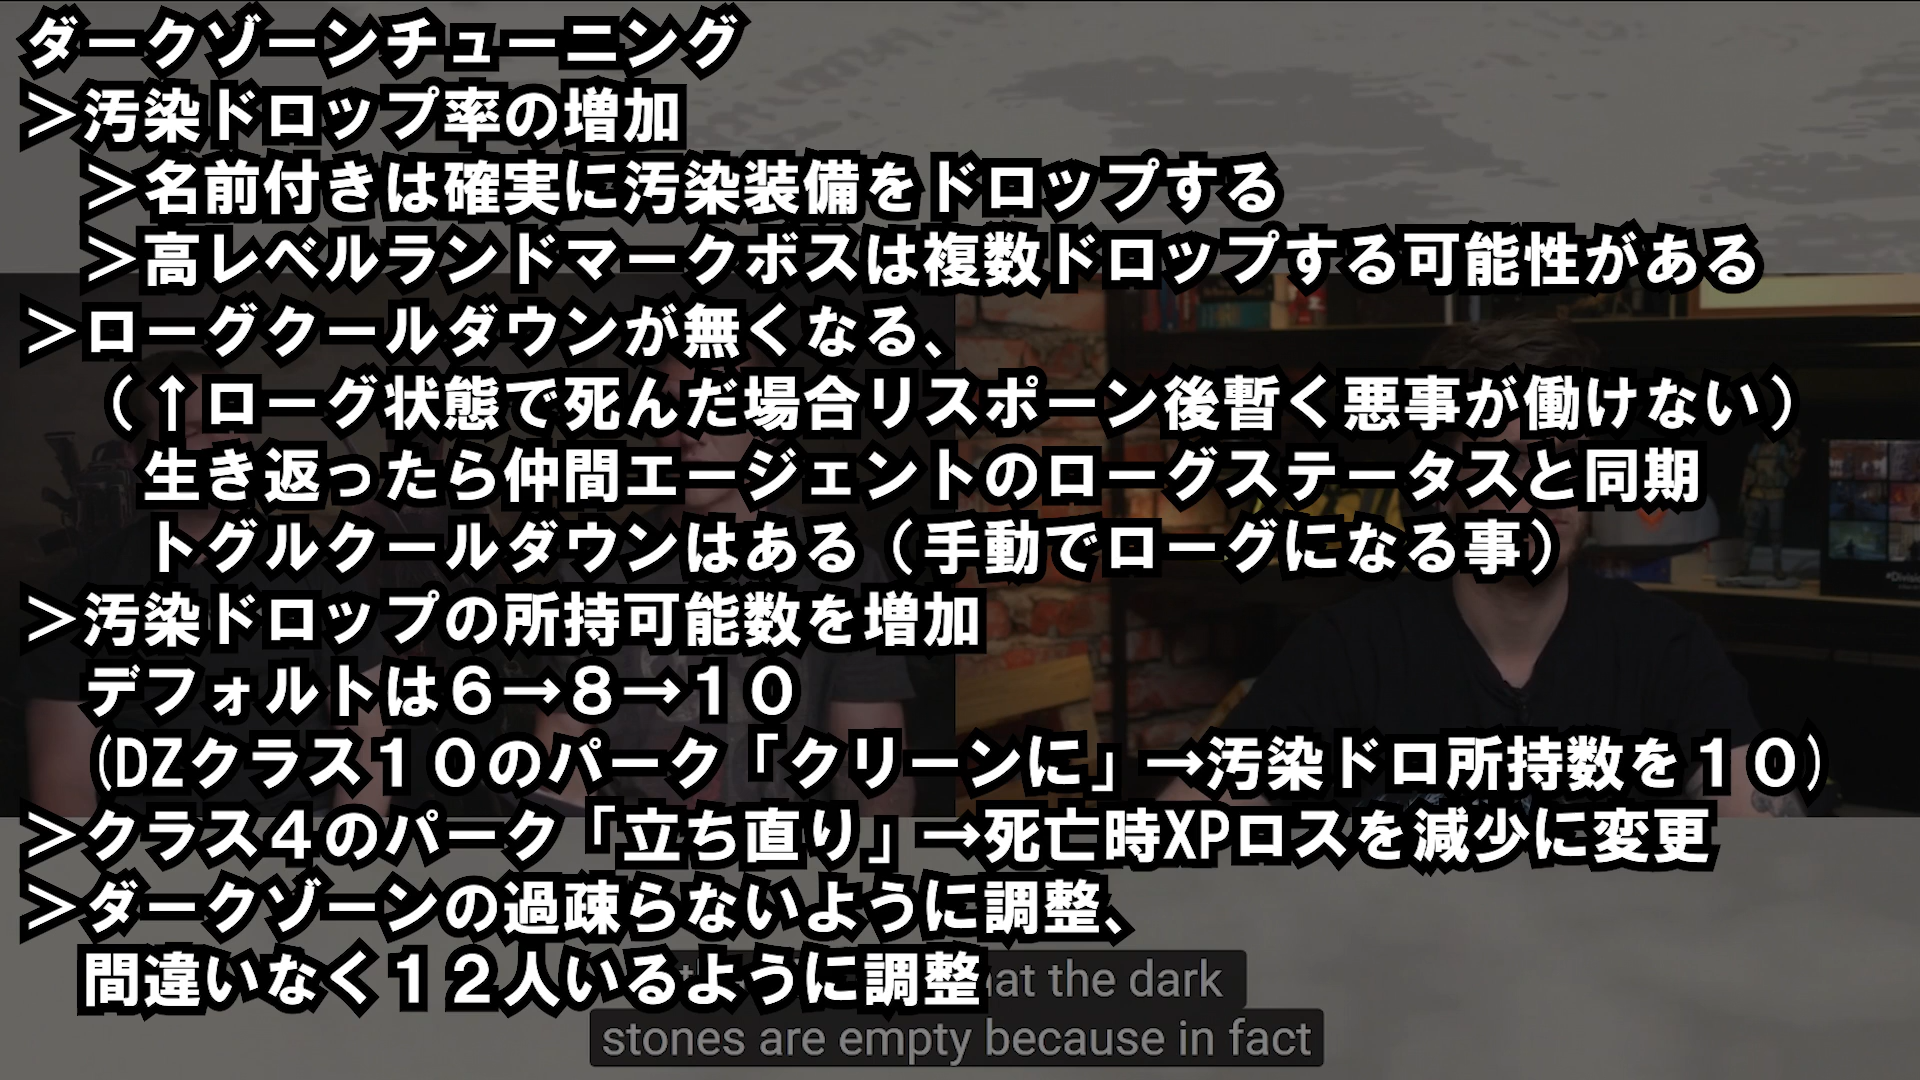 ダークゾーンチューニング
＞汚染ドロップ率の増加
＞名前付きは確実に汚染装備をドロップする
＞高レベルランドマークボスは複数ドロップする可能性がある
＞ローグクールダウンが無くなる、
（↑ローグ状態で死んだ場合リスポーン後暫く悪事が働けない）
生き返ったら仲間エージェントのローグステータスと同期
トグルクールダウンはある（手動でローグになる事）
＞汚染ドロップの所持可能数を増加
デフォルトは６→８→１０
(DZクラス１０のパーク「クリーンに」→汚染ドロ所持数を１０)
＞クラス４のパーク「立ち直り」→死亡時XPロスを減少に変更
＞ダークゾーンの過疎らないように調整、
間違いなく１２人いるように調整
at the dark
stones are empty because in fact